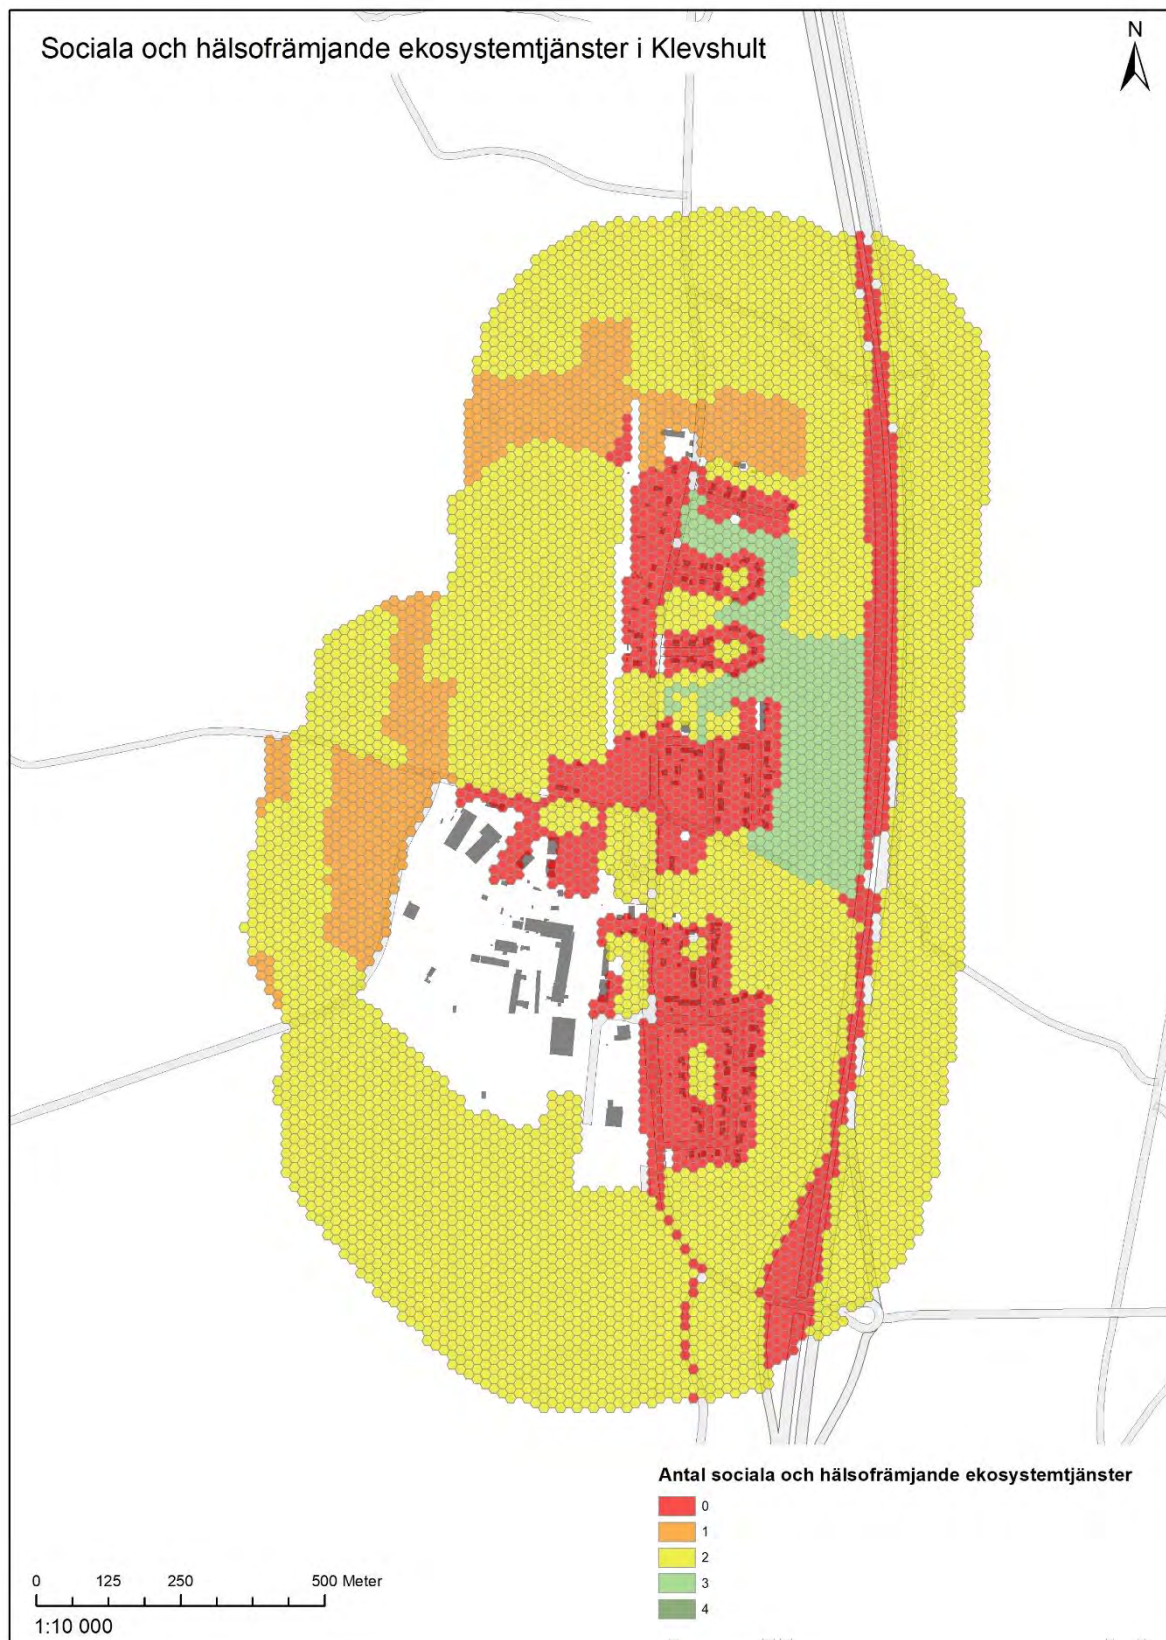 Sociala och hälsofrämjande ekosystemtjänster i Klevshult
N
Antal sociala och hälsofrämjande ekosystemtjänster
0
1
2
3
4
0 125 250 500 Meter
1:10 000